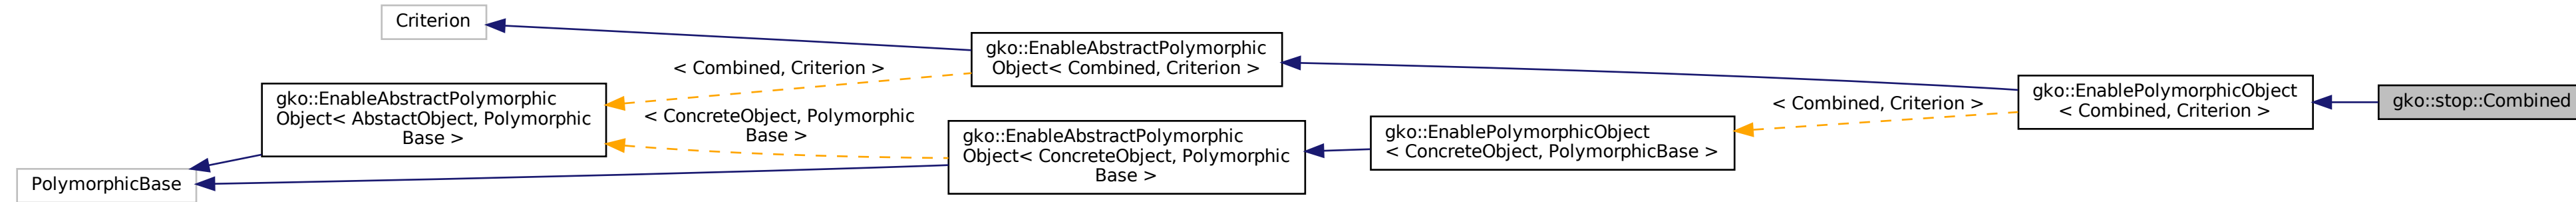 Criterion
gko::EnableAbstractPolymorphic
Object< Combined, Criterion >
< Combined, Criterion >
gko::EnableAbstractPolymorphic
Object< AbstactObject, Polymorphic
Base >
< ConcreteObject, Polymorphic
Base >
gko::EnableAbstractPolymorphic
Object< ConcreteObject, Polymorphic
Base >
gko::EnablePolymorphicObject
< ConcreteObject, PolymorphicBase >
< Combined, Criterion >
gko::EnablePolymorphicObject
< Combined, Criterion >
gko::stop::Combined
PolymorphicBase